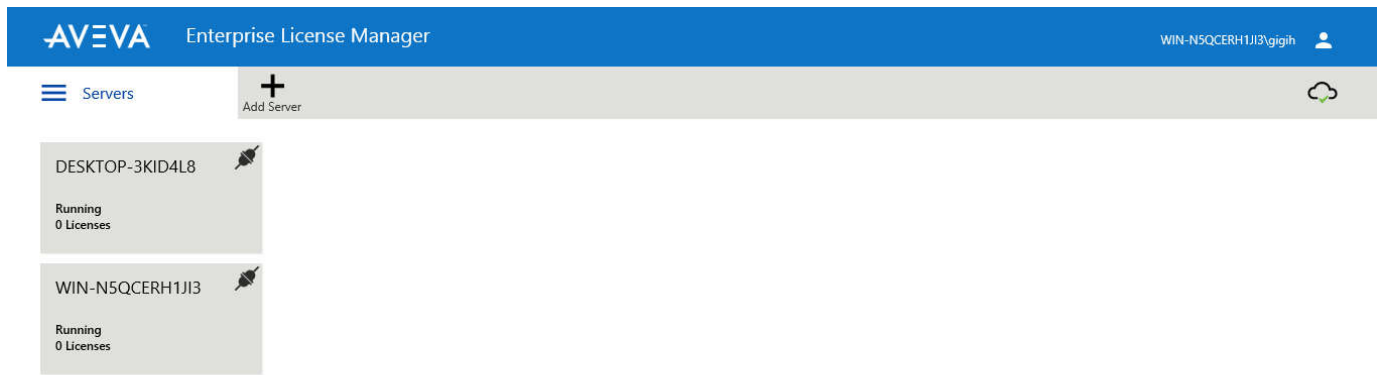 AVEVA Enterprise License Manager WIN-N5QCERH1JI3\gigih
Servers
Add Server
DESKTOP-3KID4L8
Running
0 Licenses
WIN-N5QCERH1JI3
Running
0 Licenses